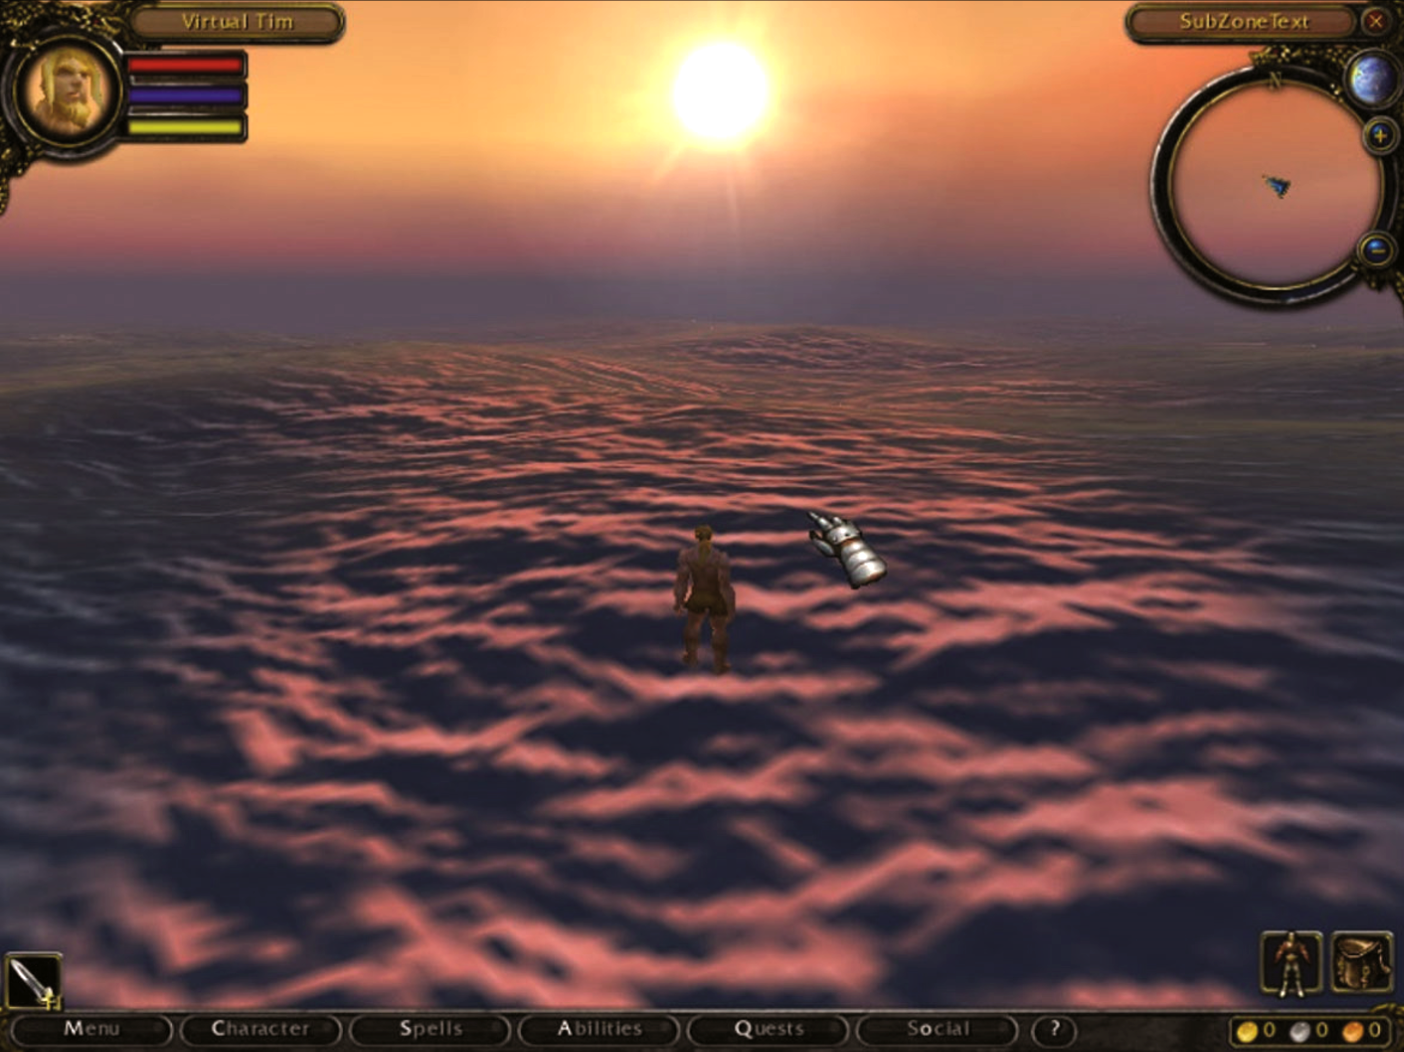 Virtual Tim
SubZoneText
N
Menu
Character
Spells
Abilities
Quests
Social
?
0 0 0